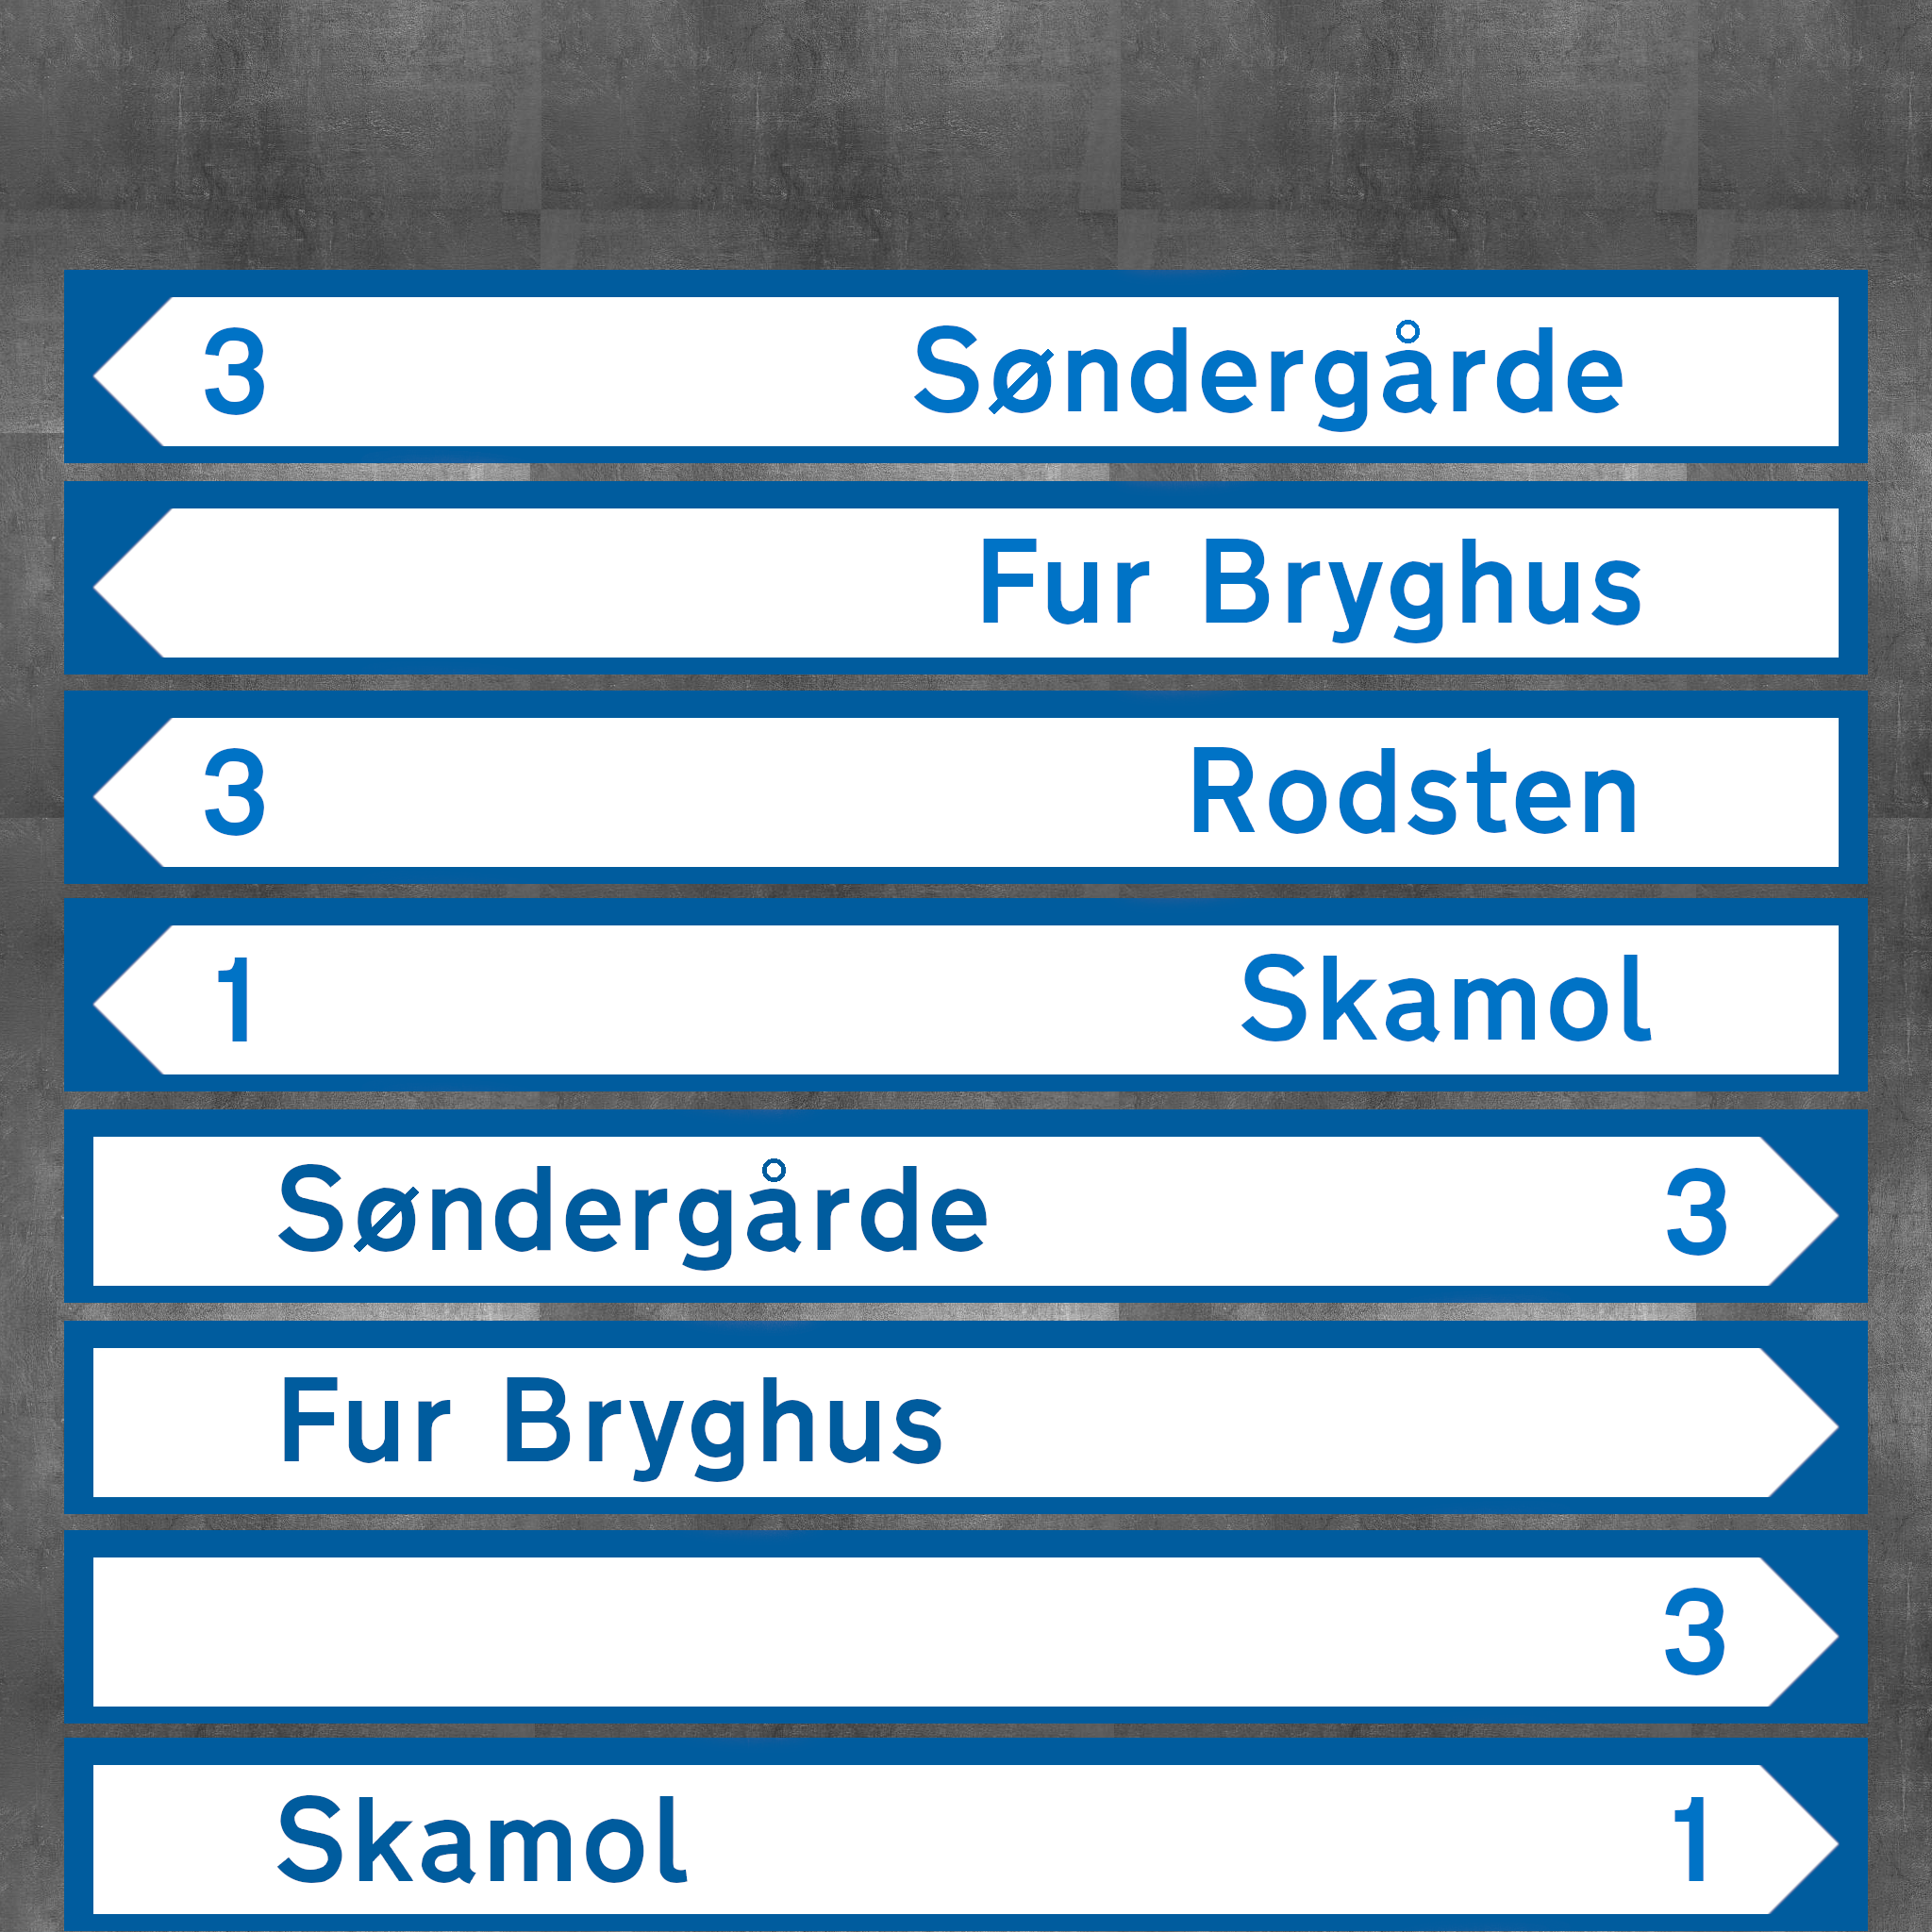 3 Søndergårde
Fur Bryghus
3 Rodsten
1 Skamol
Søndergårde 3
Fur Bryghus
3
Skamol 1